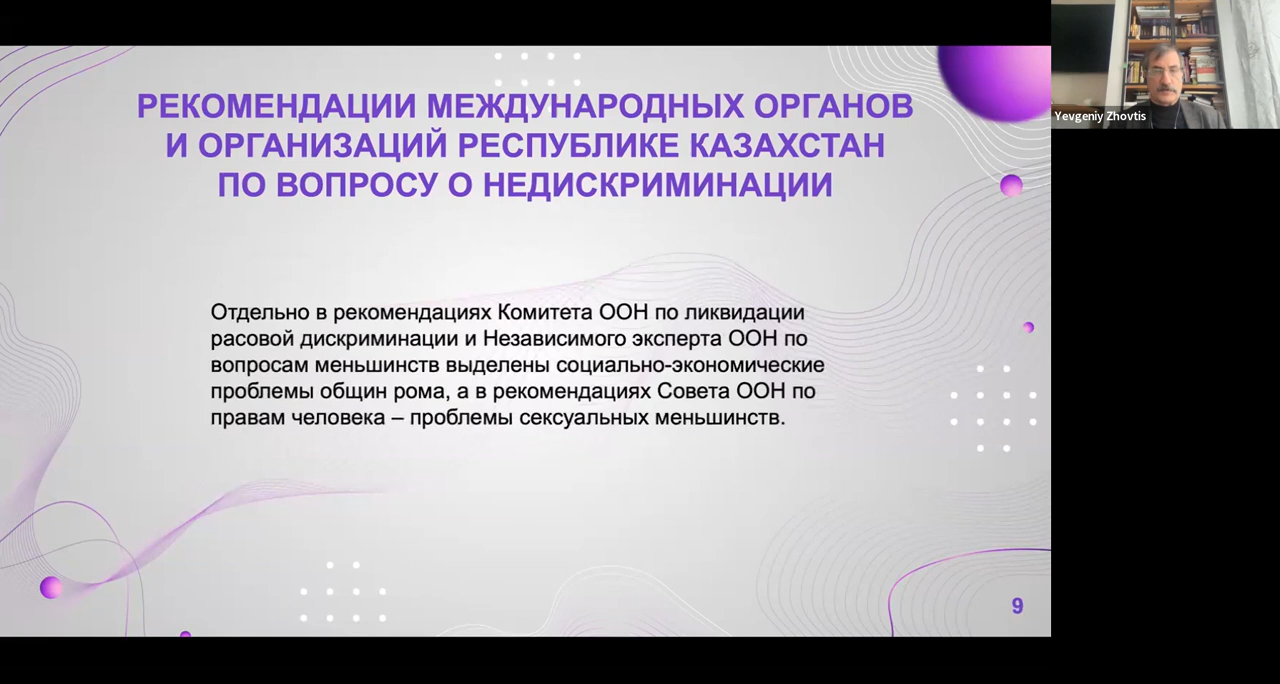 РЕКОМЕНДАЦИИ МЕЖДУНАРОДНЫХ ОРГАНОВ
И ОРГАНИЗАЦИЙ РЕСПУБЛИКЕ КАЗАХСТАН
ПО ВОПРОСУ О НЕДИСКРИМИНАЦИИ
Отдельно в рекомендациях Комитета ООН по ликвидации
расовой дискриминации и Независимого эксперта ООН по
вопросам меньшинств выделены социально-экономические
проблемы общин рома, а в рекомендациях Совета ООН по
правам человека – проблемы сексуальных меньшинств.
9
Yevgeniy Zhovtis